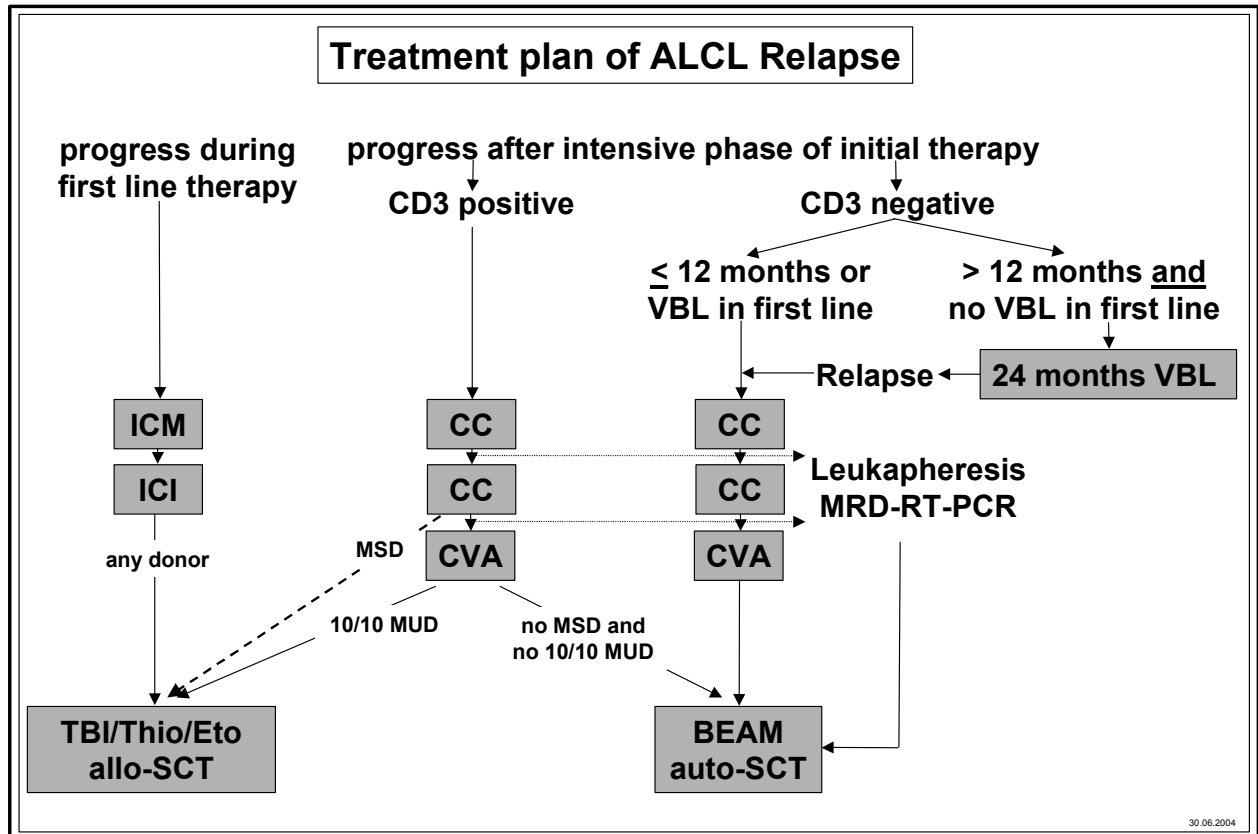 Treatment plan of ALCL Relapse
progress during
first line therapy
progress after intensive phase of initial therapy
CD3 positive
CD3 negative
≤ 12 months or
VBL in first line
> 12 months and
no VBL in first line
Relapse
24 months VBL
ICM
CC
CC
ICI
CC
CC
Leukapheresis
MRD-RT-PCR
any donor
MSD
CVA
CVA
10/10 MUD
no MSD and
no 10/10 MUD
TBI/Thio/Eto
allo-SCT
BEAM
auto-SCT
30.06.2004